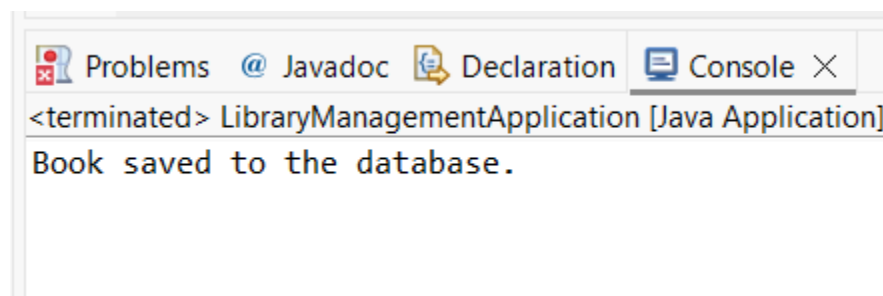 Problems @ Javadoc Declaration Console
<terminated> LibraryManagementApplication [Java Application]
Book saved to the database.